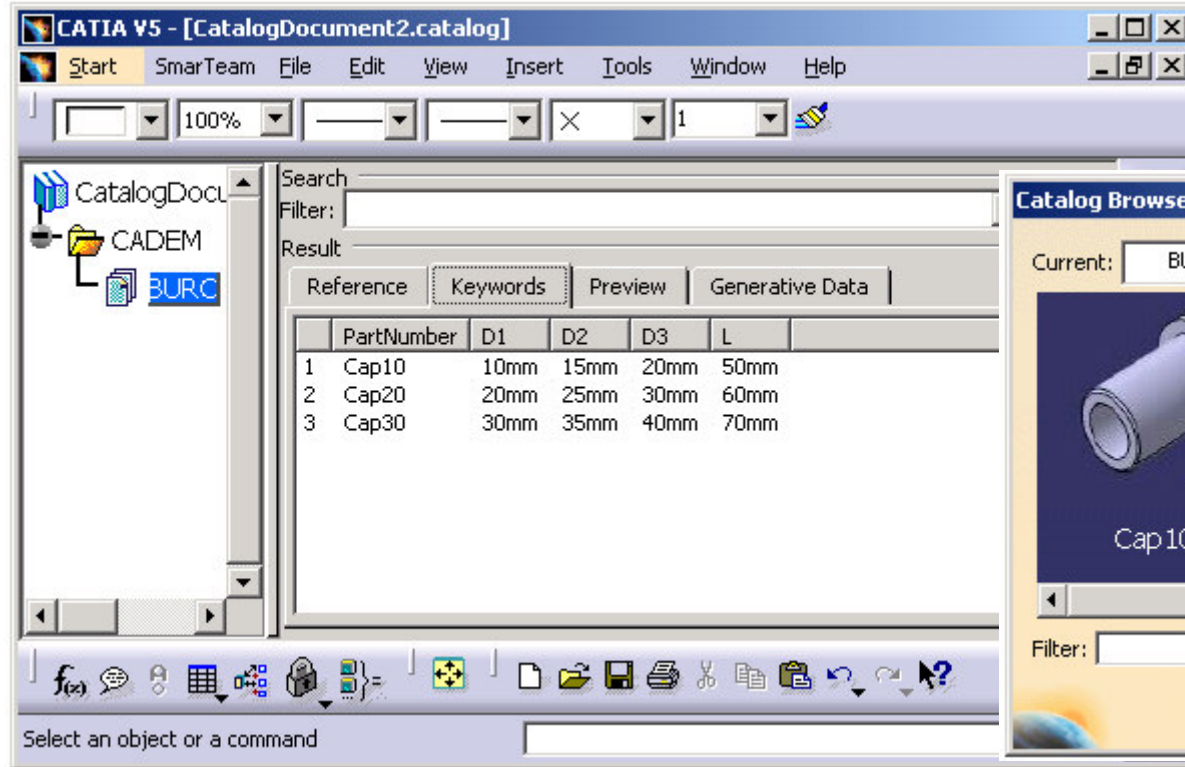 CATIA V5 - [CatalogDocument2.catalog]
Start SmarTeam File Edit View Insert Tools Window Help
100% 1
CatalogDocu
CADEM
BURC
Search
Filter:
Result
Reference Keywords Preview Generative Data
PartNumber D1 D2 D3 L
1 Cap10 10mm 15mm 20mm 50mm
2 Cap20 20mm 25mm 30mm 60mm
3 Cap30 30mm 35mm 40mm 70mm
f(x)
Select an object or a command
Catalog Browse
Current: BU
Cap10
Filter: